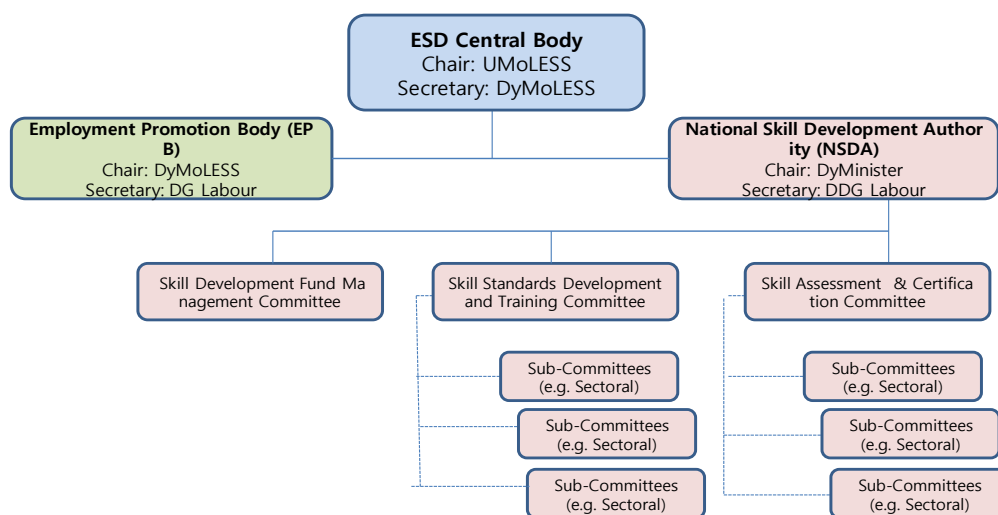 ESD Central Body
Chair: UMoLESS
Secretary: DyMoLESS
Employment Promotion Body (EP
B)
Chair: DyMoLESS
Secretary: DG Labour
National Skill Development Author
ity (NSDA)
Chair: DyMinister
Secretary: DDG Labour
Skill Development Fund Ma
nagement Committee
Skill Standards Development
and Training Committee
Skill Assessment & Certifica
tion Committee
Sub-Committees
(e.g. Sectoral)
Sub-Committees
(e.g. Sectoral)
Sub-Committees
(e.g. Sectoral)
Sub-Committees
(e.g. Sectoral)
Sub-Committees
(e.g. Sectoral)
Sub-Committees
(e.g. Sectoral)